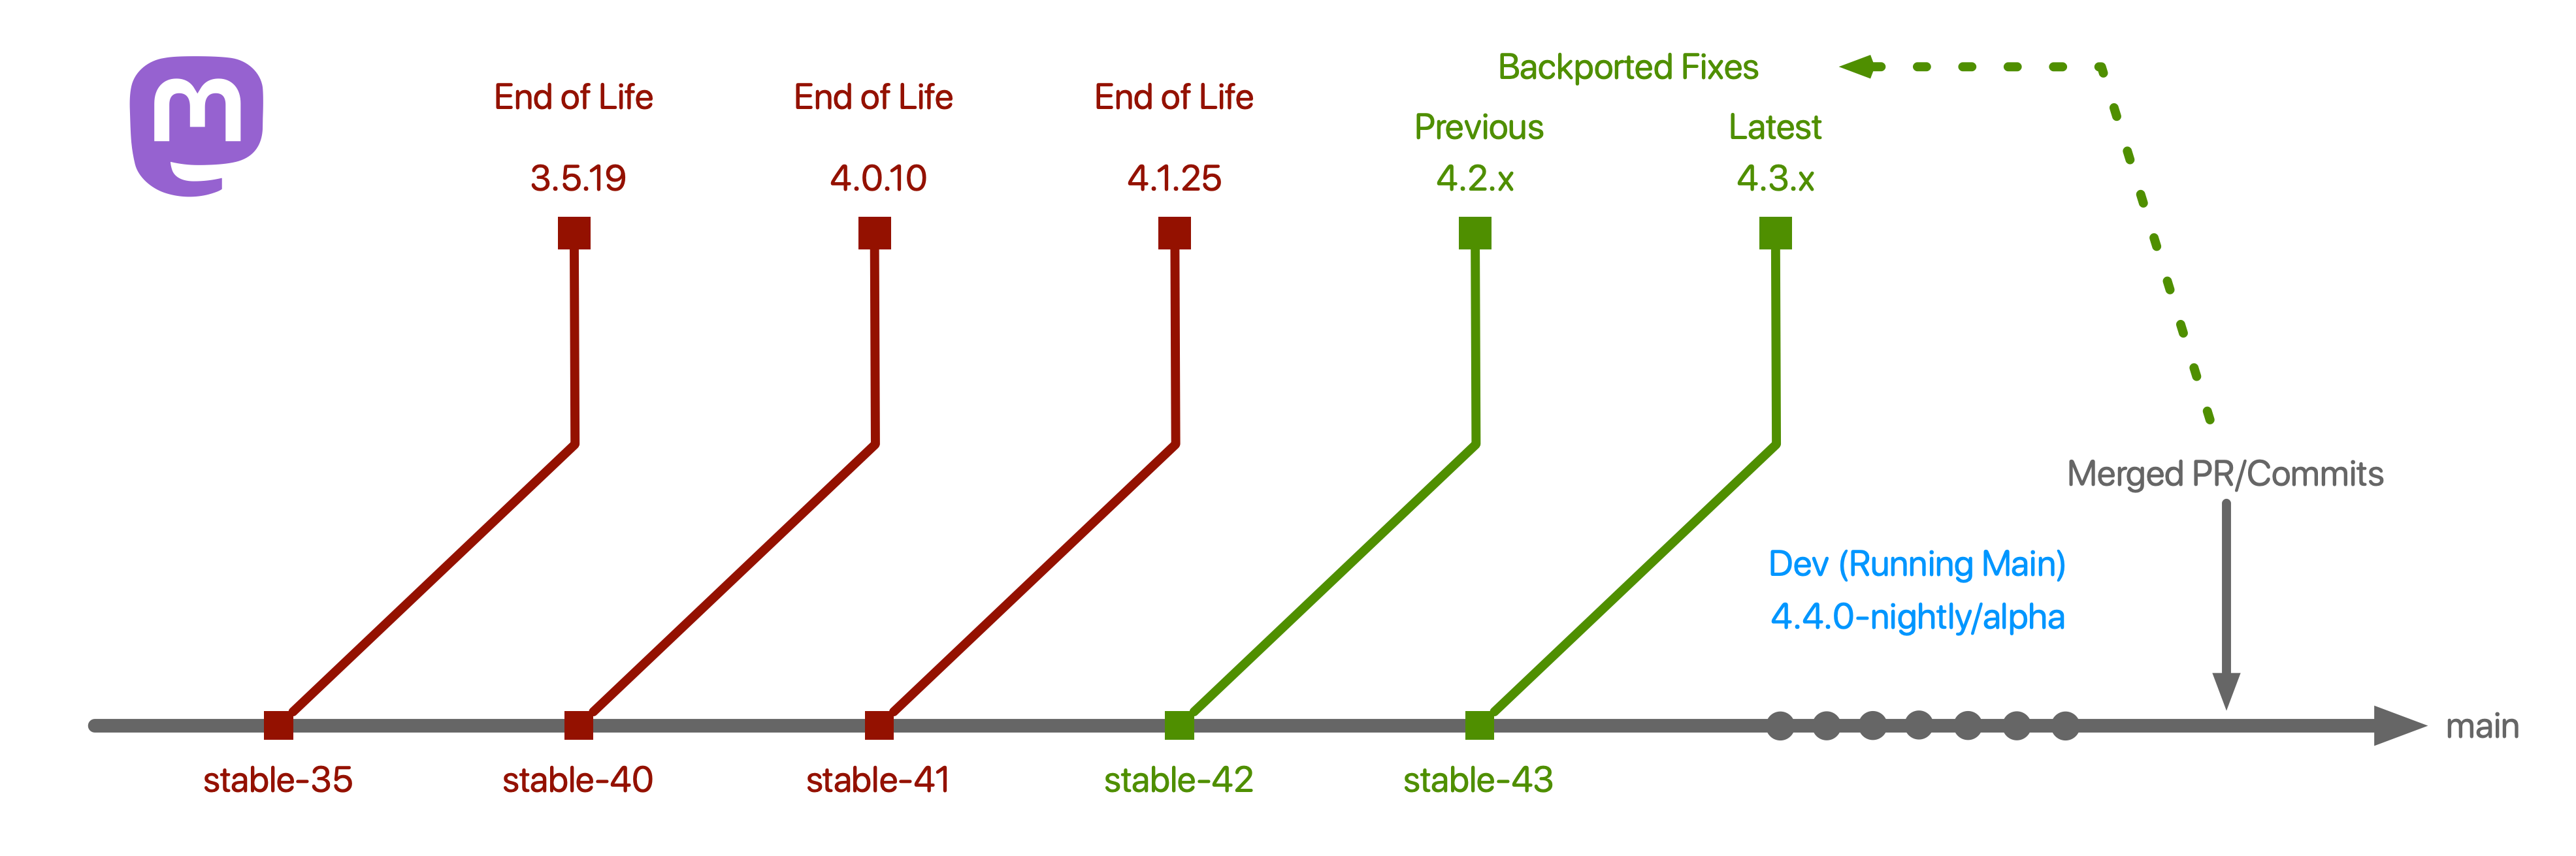 Backported Fixes
End of Life
End of Life
End of Life
Previous
Latest
3.5.19
4.0.10
4.1.25
4.2.x
4.3.x
Merged PR/Commits
Dev (Running Main)
4.4.0-nightly/alpha
main
stable-35
stable-40
stable-41
stable-42
stable-43